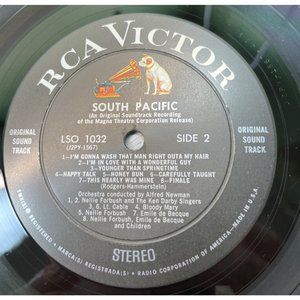 RCA VICTOR
SOUTH PACIFIC
(An Original Soundtrack Recording
of the Magna Theatre Corporation Release)
LSO 1032 SIDE 2
(J2PY-1567)
ORIGINAL
SOUND
TRACK
ORIGINAL
SOUND
TRACK
1—I'M GONNA WASH THAT MAN RIGHT OUTA MY HAIR
2—I'M IN LOVE WITH A WONDERFUL GUY
3—YOUNGER THAN SPRINGTIME
4—HAPPY TALK 5—HONEY BUN 6—CAREFULLY TAUGHT
7—THIS NEARLY WAS MINE 8—FINALE
(Rodgers-Hammerstein)
Orchestra conducted by Alfred Newman
1, 2. Nellie Forbush and The Ken Darby Singers
3, 6. Lt. Cable 4. Bloody Mary
5. Nellie Forbush 7. Emile de Becque
8. Nellie Forbush, Emile de Becque
and Children
STEREO
TMK(S) ® REGISTERED • MARCA(S) REGISTRADA(S) • RADIO CORPORATION OF AMERICA—MADE IN U.S.A.